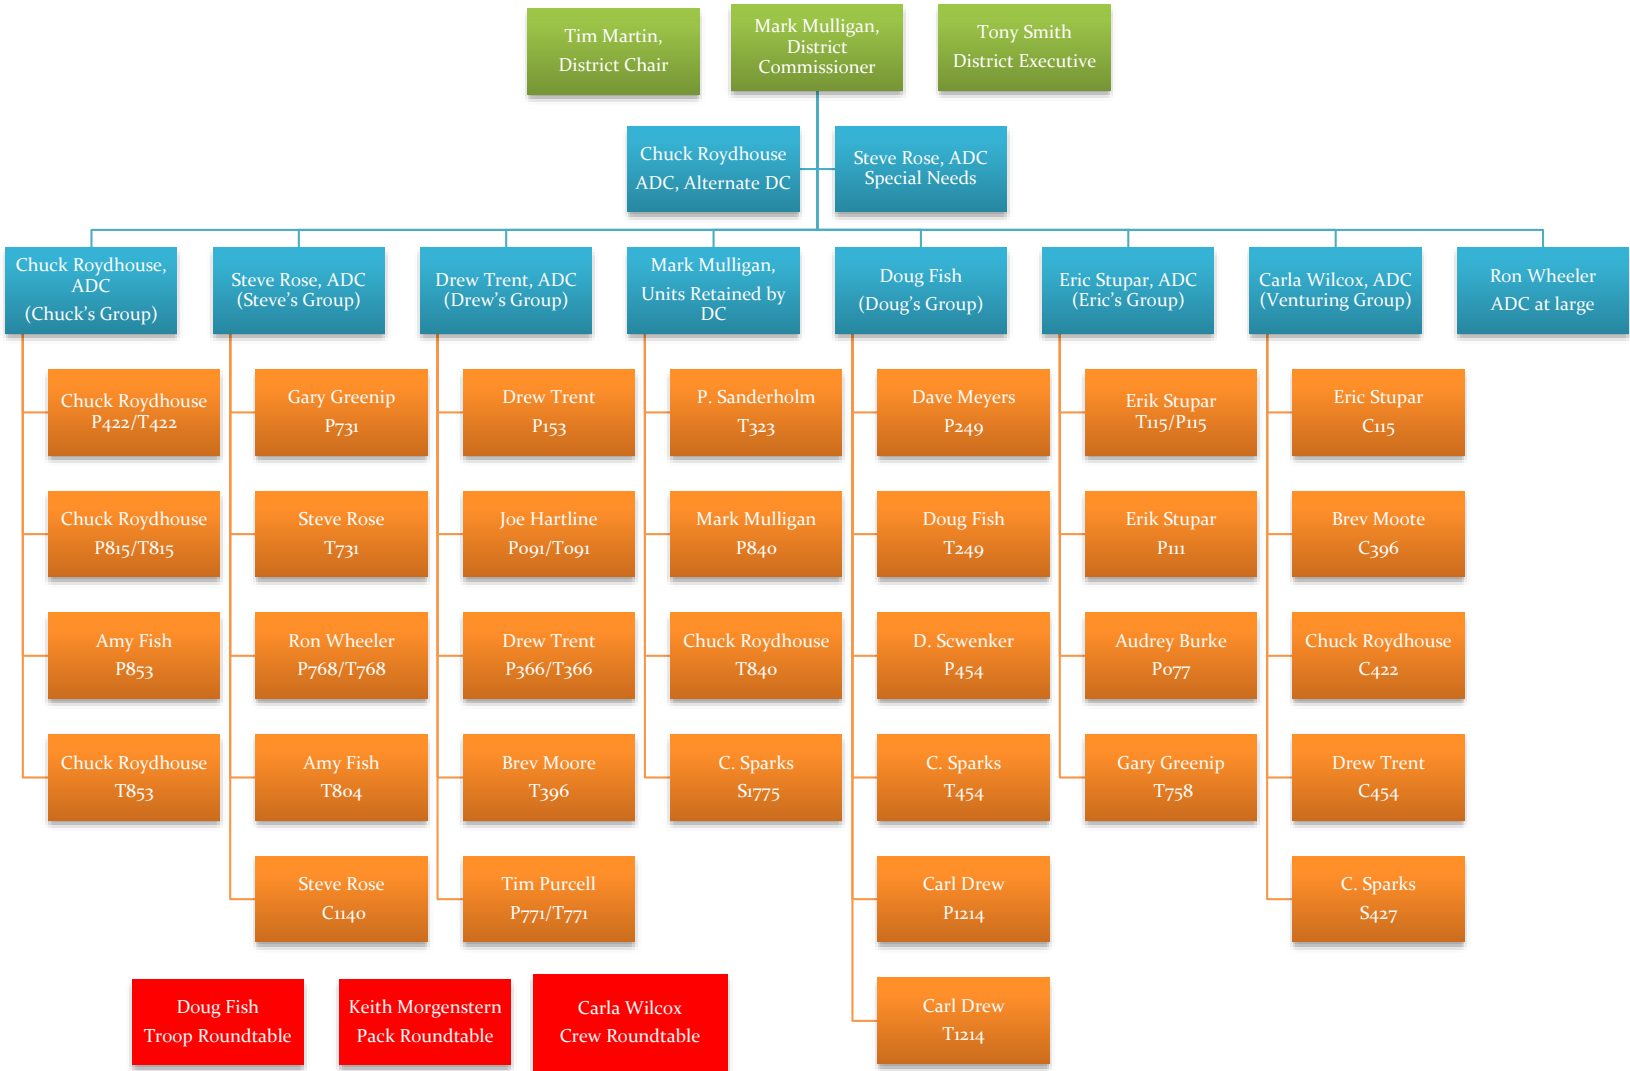 Tim Martin,
District Chair
Mark Mulligan,
District
Commissioner
Tony Smith
District Executive
Chuck Roydhouse
ADC, Alternate DC
Steve Rose, ADC
Special Needs
Chuck Roydhouse,
ADC
(Chuck's Group)
Steve Rose, ADC
(Steve's Group)
Drew Trent, ADC
(Drew's Group)
Mark Mulligan,
Units Retained by
DC
Doug Fish
(Doug's Group)
Eric Stupar, ADC
(Eric's Group)
Carla Wilcox, ADC
(Venturing Group)
Ron Wheeler
ADC at large
Chuck Roydhouse
P422/T422
Chuck Roydhouse
P815/T815
Amy Fish
P853
Chuck Roydhouse
T853
Gary Greenip
P731
Steve Rose
T731
Ron Wheeler
P768/T768
Amy Fish
T804
Steve Rose
C1140
Drew Trent
P153
Joe Hartline
P091/T091
Drew Trent
P366/T366
Brev Moore
T396
Tim Purcell
P771/T771
P. Sanderholm
T323
Mark Mulligan
P840
Chuck Roydhouse
T840
C. Sparks
S1775
Dave Meyers
P249
Doug Fish
T249
D. Scwenker
P454
C. Sparks
T454
Carl Drew
P1214
Carl Drew
T1214
Erik Stupar
T115/P115
Erik Stupar
P111
Audrey Burke
P077
Gary Greenip
T758
Eric Stupar
C115
Brev Moote
C396
Chuck Roydhouse
C422
Drew Trent
C454
C. Sparks
S427
Doug Fish
Troop Roundtable
Keith Morgenstern
Pack Roundtable
Carla Wilcox
Crew Roundtable